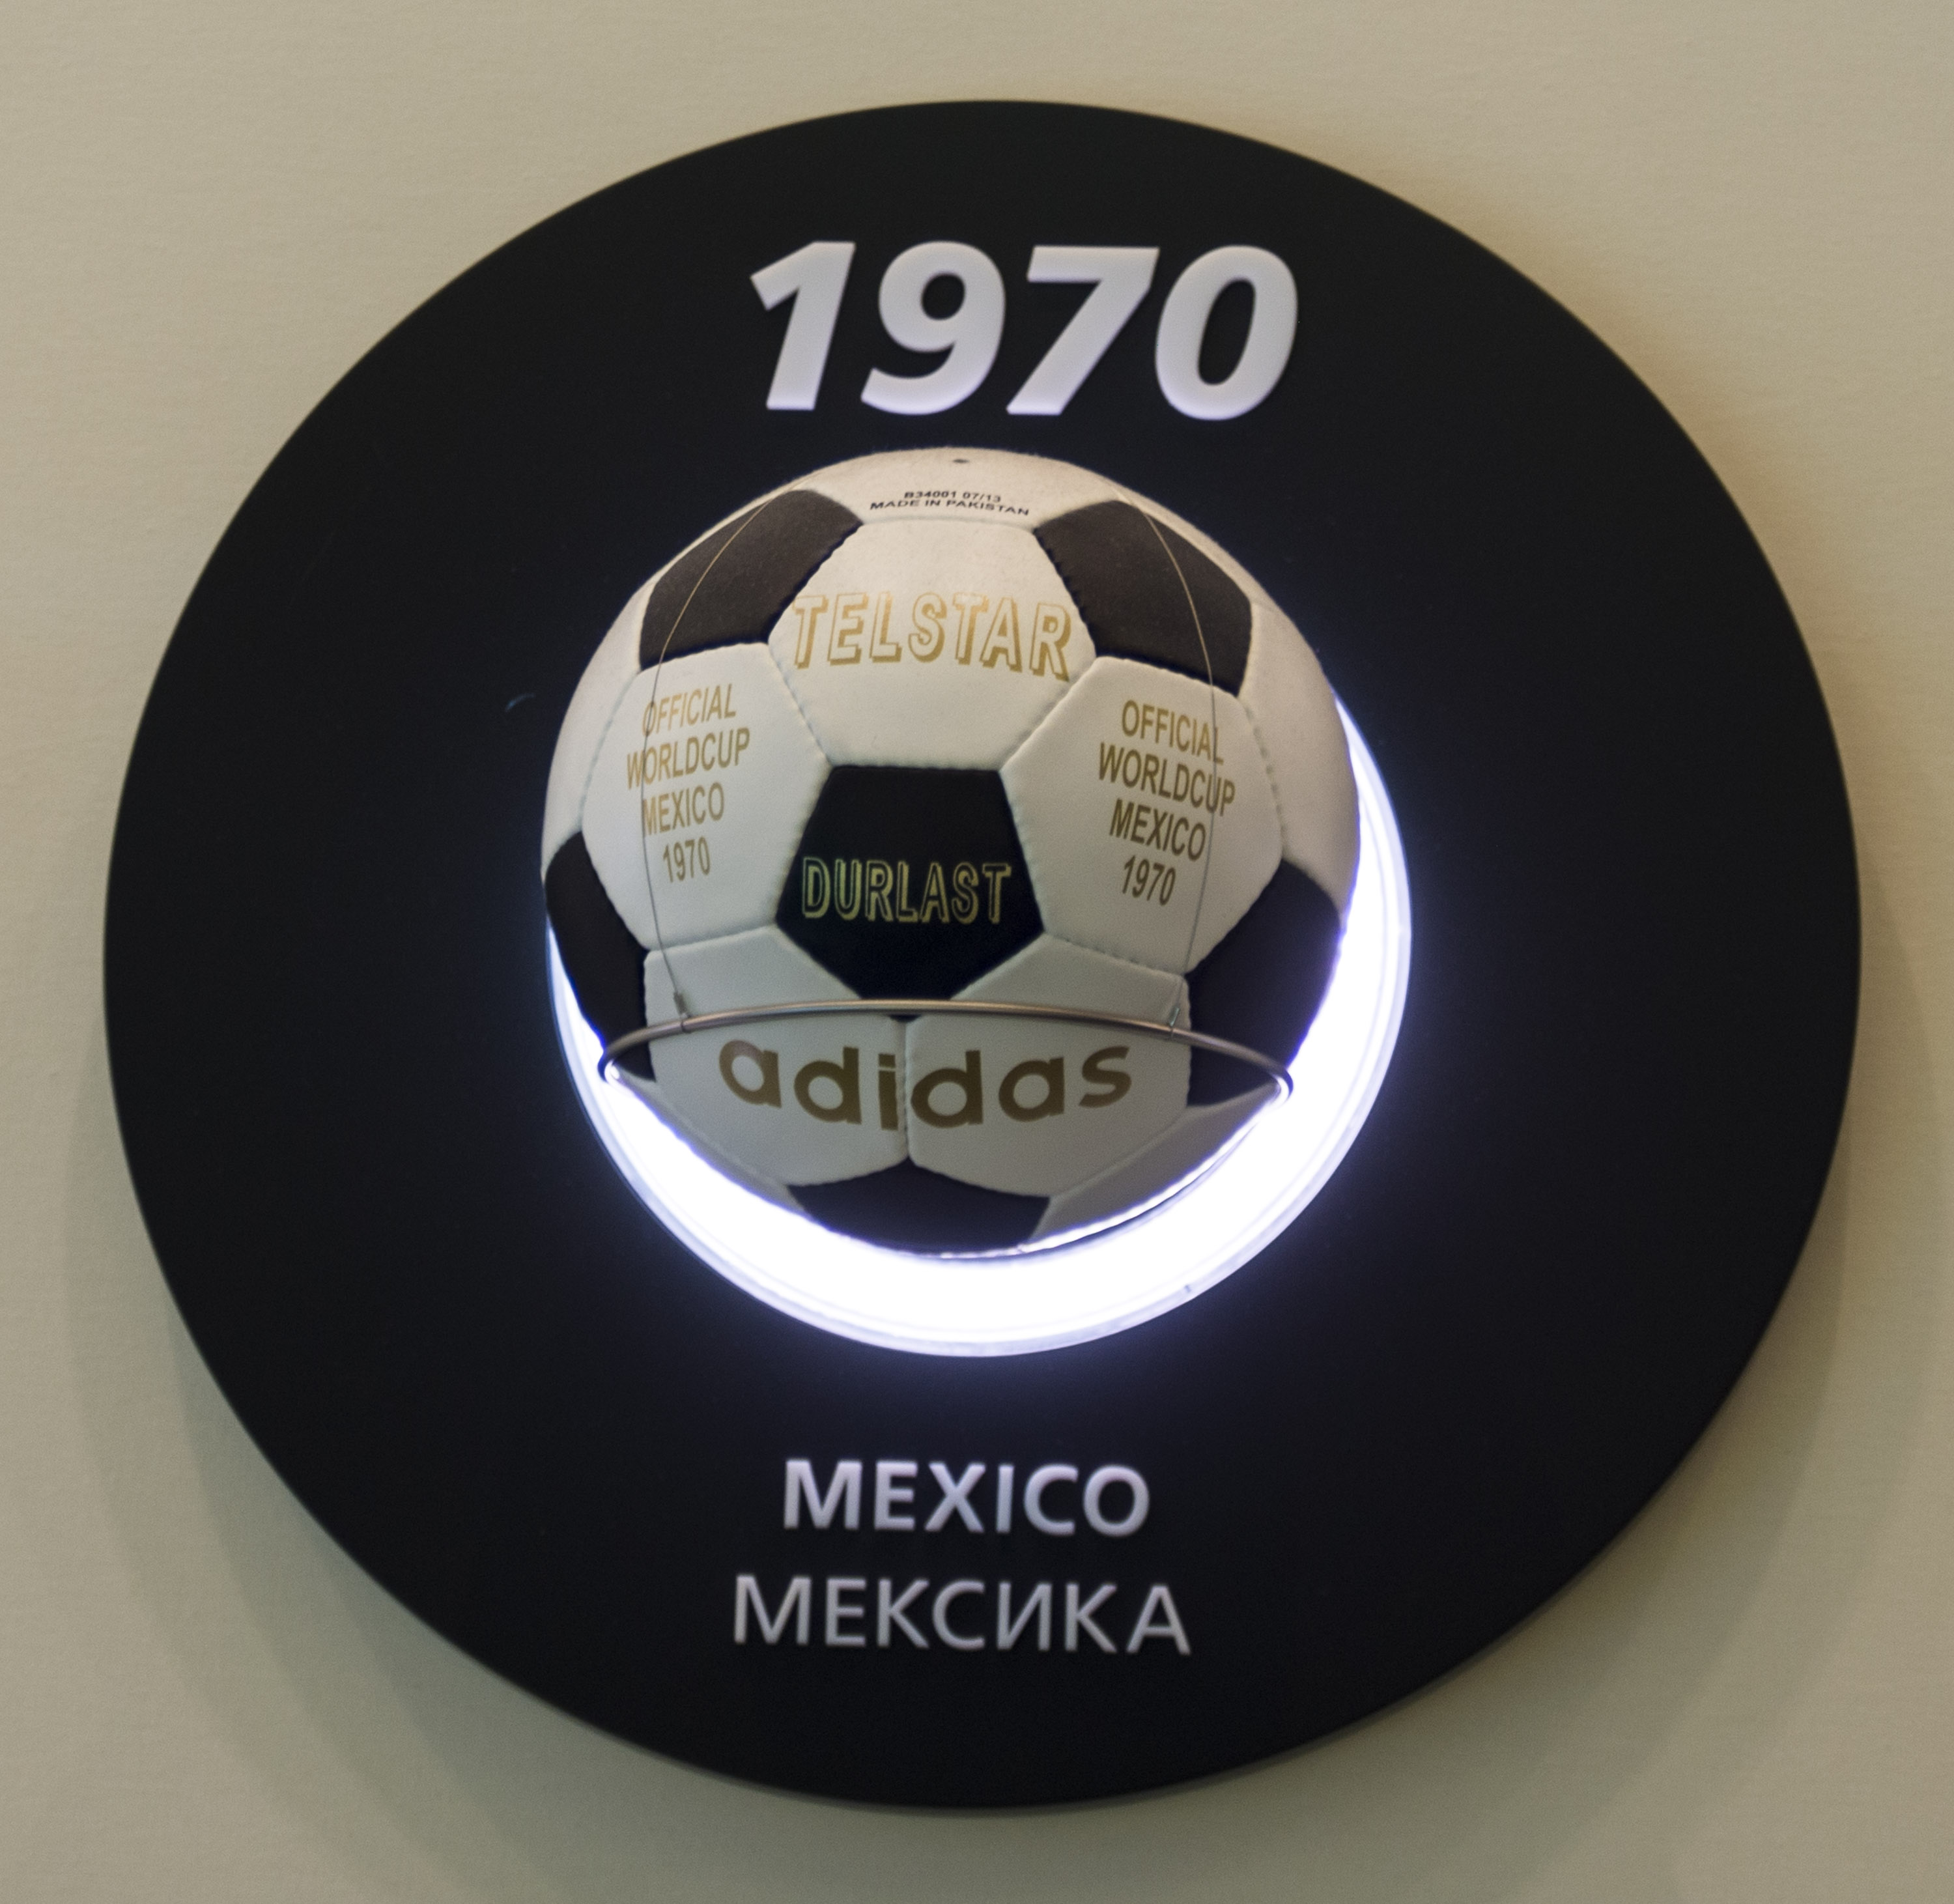 1970
B34001 07/13
MADE IN PAKISTAN
TELSTAR
OFFICIAL
WORLDCUP
MEXICO
1970
OFFICIAL
WORLDCUP
MEXICO
1970
DURLAST
adidas
MEXICO
МЕКСИКА